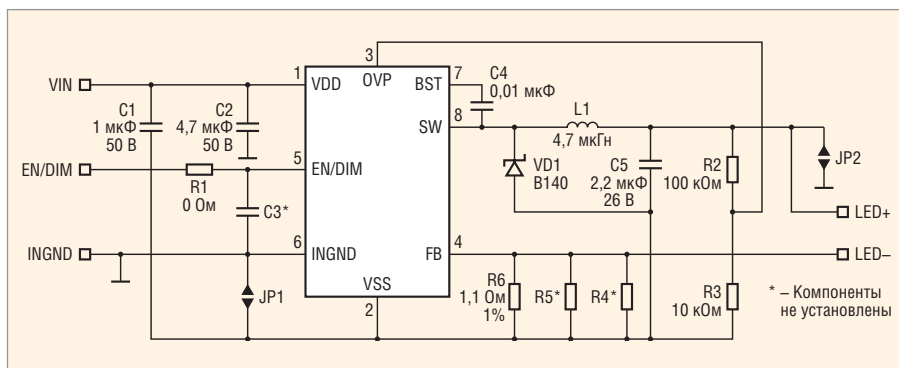 3
1
7
C4
0,01 мкФ
VIN
VDD
OVP
BST
8
L1
C1
1 мкФ
50 В
C2
4,7 мкФ
50 В
SW
4,7 мкГн
5
JP2
EN/DIM
EN/DIM
VD1
B140
C5
2,2 мкФ
26 В
R2
100 кОм
R1
0 Ом
C3*
LED+
6
4
INGND
INGND
FB
LED–
JP1
VSS
2
R6
1,1 Ом
1%
R5*
R4*
R3
10 кОм
* – Компоненты
не установлены